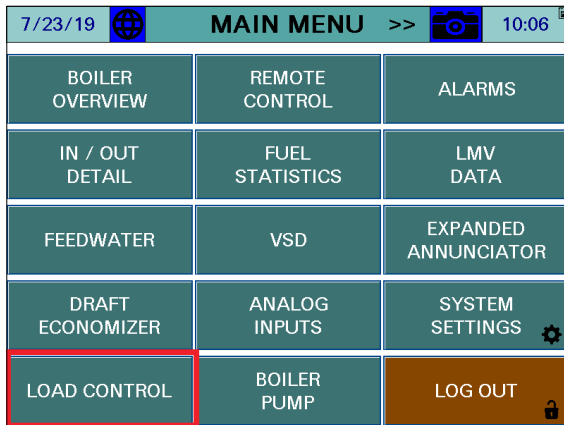 7/23/19 MAIN MENU >> 10:06
BOILER
OVERVIEW
REMOTE
CONTROL
ALARMS
IN / OUT
DETAIL
FUEL
STATISTICS
LMV
DATA
FEEDWATER
VSD
EXPANDED
ANNUNCIATOR
DRAFT
ECONOMIZER
ANALOG
INPUTS
SYSTEM
SETTINGS
LOAD CONTROL
BOILER
PUMP
LOG OUT